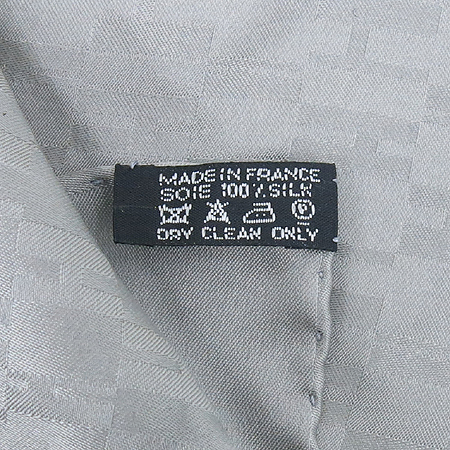 MADE IN FRANCE
SOIE 100% SILK
P
DRY CLEAN ONLY